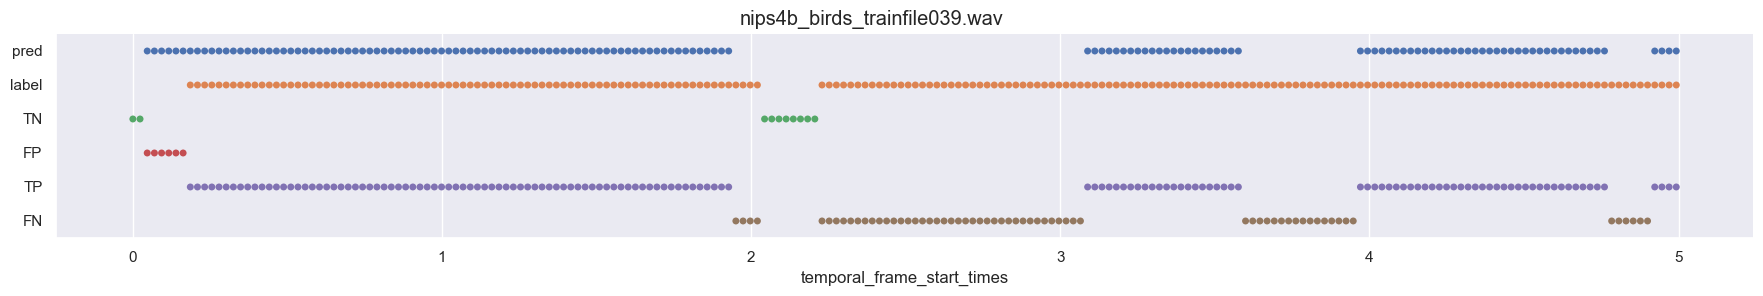 nips4b_birds_trainfile039.wav
pred
label
TN
FP
TP
FN
0 1 2 3 4 5
temporal_frame_start_times